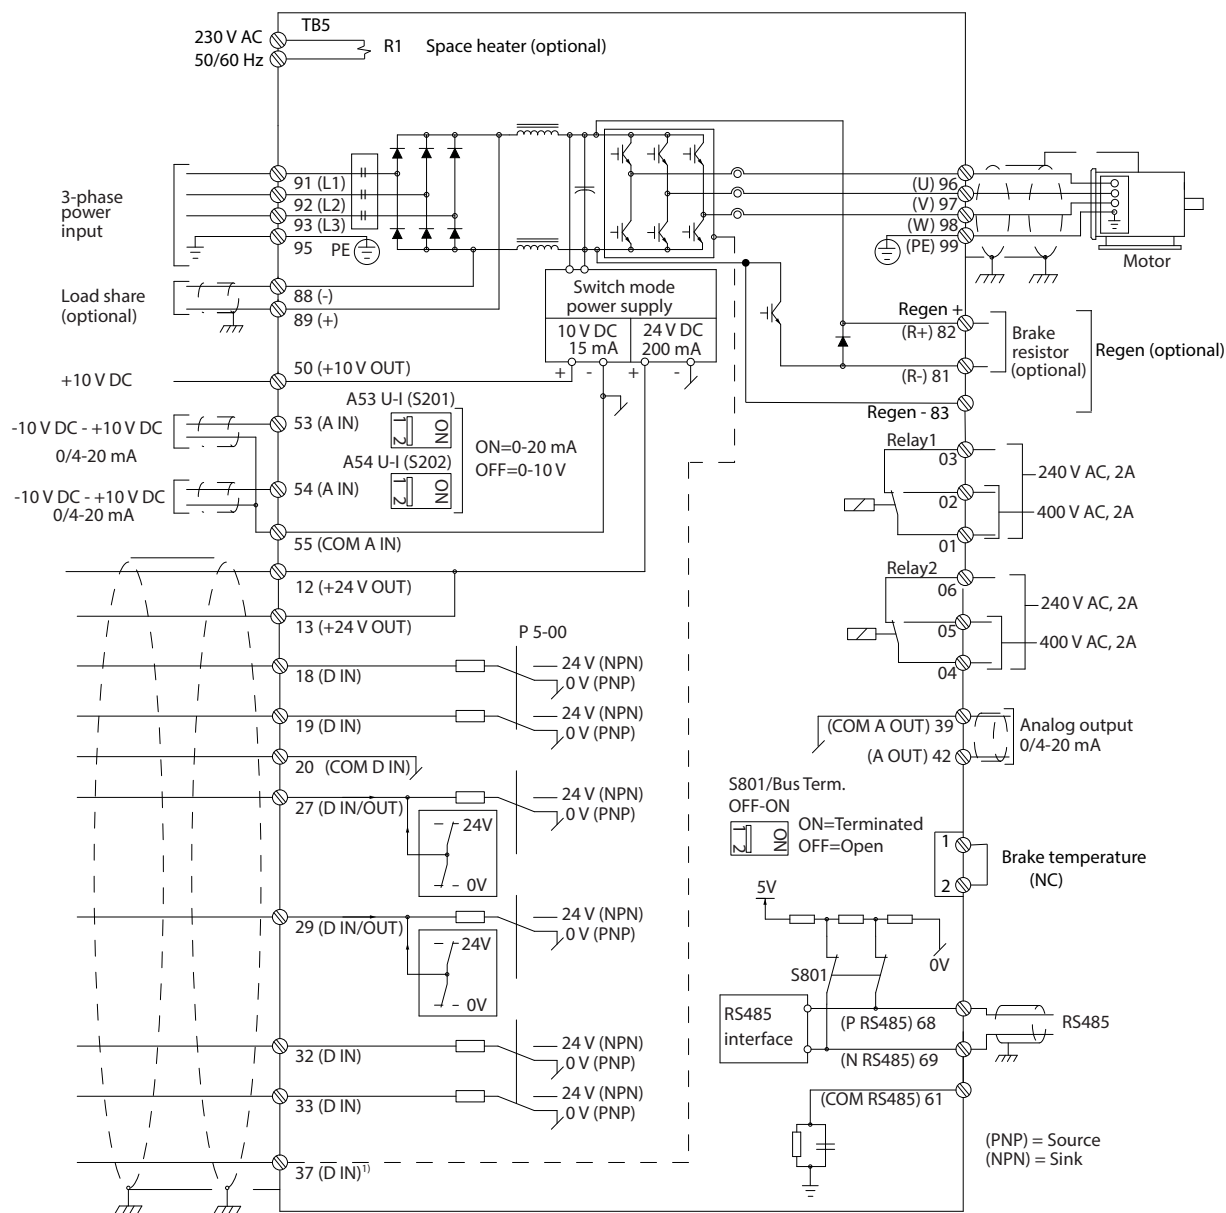 TB5
230 V AC
50/60 Hz
R1
Space heater (optional)
3-phase
power
input
91 (L1)
92 (L2)
93 (L3)
95
PE
(U) 96
(V) 97
(W) 98
(PE) 99
Motor
Load share
(optional)
88 (-)
89 (+)
Switch mode
power supply
10 V DC
15 mA
24 V DC
200 mA
+ - + -
Regen +
(R+) 82
Brake
resistor
(optional)
Regen (optional)
(R-) 81
Regen - 83
+10 V DC
50 (+10 V OUT)
-10 V DC - +10 V DC
0/4-20 mA
53 (A IN)
A53 U-I (S201)
1 2
ON
A54 U-I (S202)
1 2
ON
ON=0-20 mA
OFF=0-10 V
-10 V DC - +10 V DC
0/4-20 mA
54 (A IN)
55 (COM A IN)
Relay1
03
240 V AC, 2A
02
400 V AC, 2A
01
Relay2
06
240 V AC, 2A
05
400 V AC, 2A
04
12 (+24 V OUT)
13 (+24 V OUT)
P 5-00
18 (D IN)
24 V (NPN)
0 V (PNP)
19 (D IN)
24 V (NPN)
0 V (PNP)
20 (COM D IN)
27 (D IN/OUT)
24 V (NPN)
0 V (PNP)
24V
0V
29 (D IN/OUT)
24 V (NPN)
0 V (PNP)
24V
0V
32 (D IN)
24 V (NPN)
0 V (PNP)
33 (D IN)
24 V (NPN)
0 V (PNP)
37 (D IN)1)
(COM A OUT) 39
Analog output
0/4-20 mA
(A OUT) 42
S801/Bus Term.
OFF-ON
1 2
ON
ON=Terminated
OFF=Open
1
2
Brake temperature
(NC)
5V
0V
S801
RS485
interface
(P RS485) 68
RS485
(N RS485) 69
(COM RS485) 61
(PNP) = Source
(NPN) = Sink